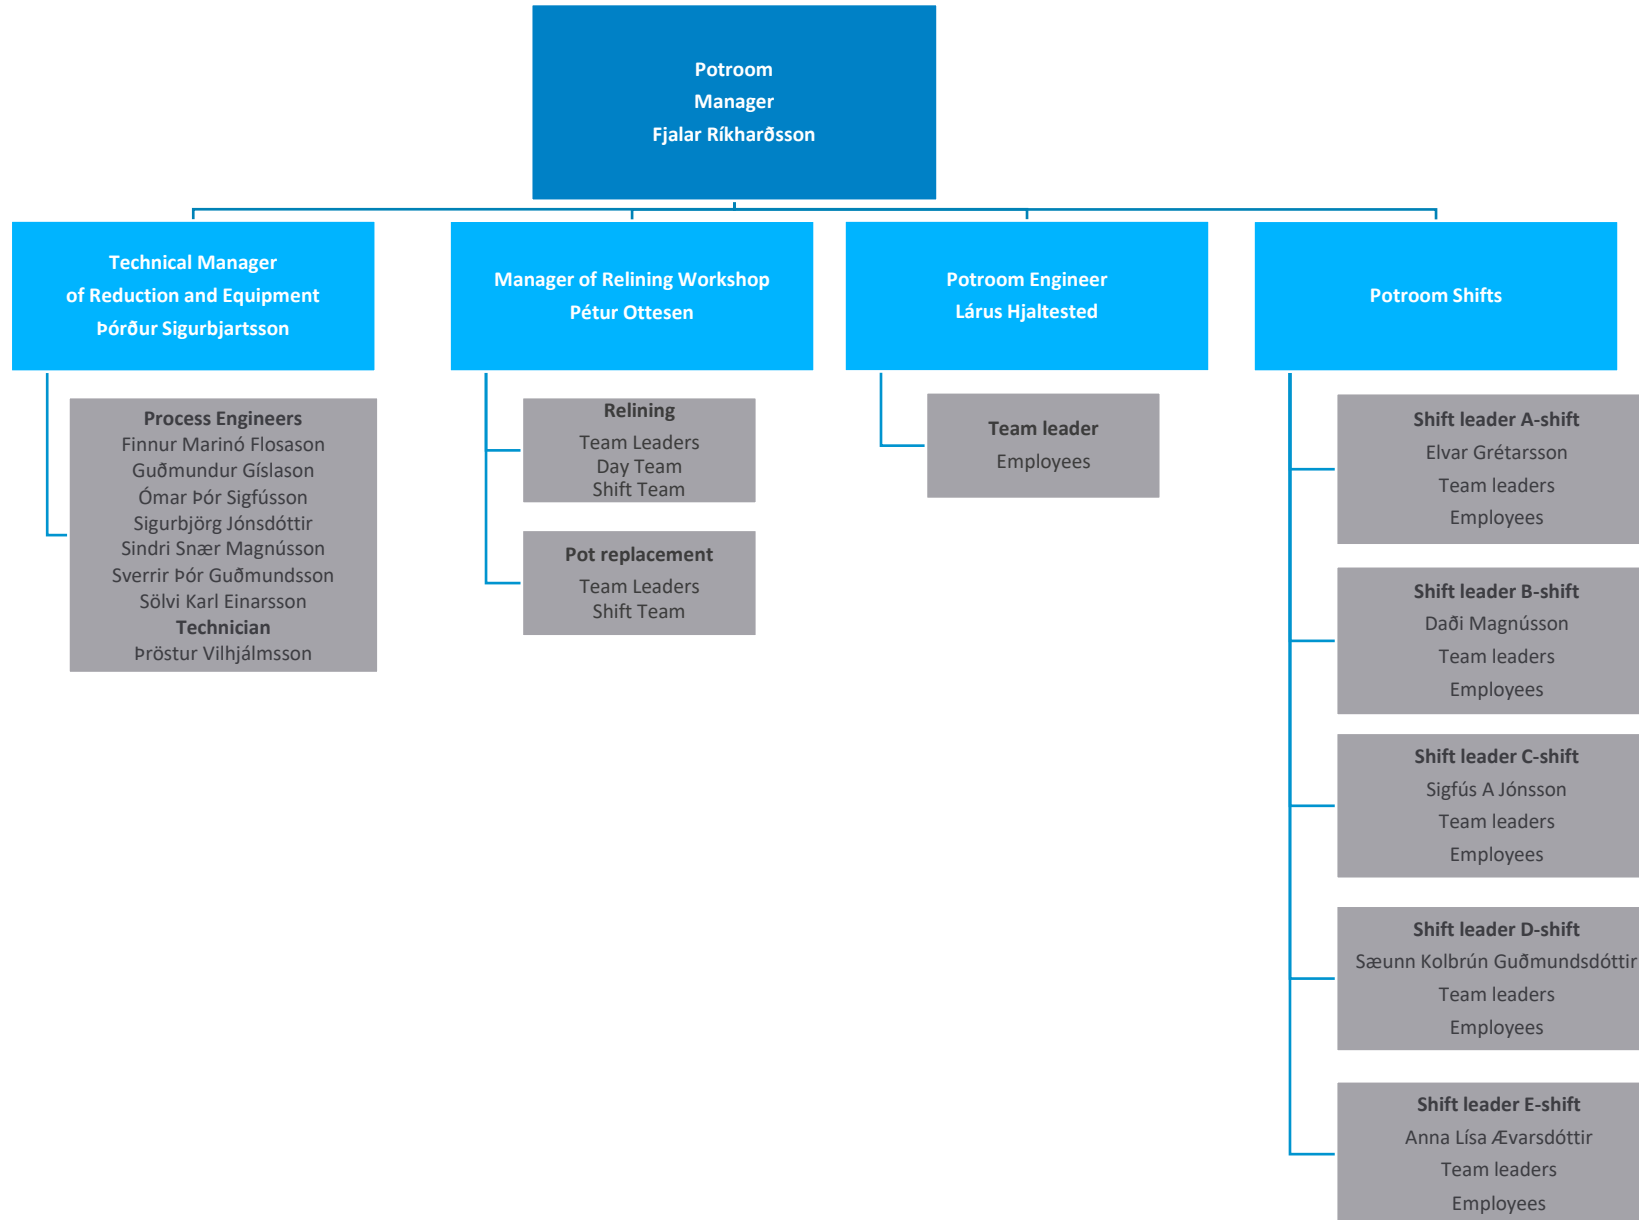 Potroom
Manager
Fjalar Ríkharðsson
Technical Manager
of Reduction and Equipment
Þórður Sigurbjartsson
Manager of Relining Workshop
Pétur Ottesen
Potroom Engineer
Lárus Hjaltested
Potroom Shifts
Process Engineers
Finnur Marinó Flosason
Guðmundur Gíslason
Ómar Þór Sigfússon
Sigurbjörg Jónsdóttir
Sindri Snær Magnússon
Sverrir Þór Guðmundsson
Sölvi Karl Einarsson
Technician
Þröstur Vilhjálmsson
Relining
Team Leaders
Day Team
Shift Team
Pot replacement
Team Leaders
Shift Team
Team leader
Employees
Shift leader A-shift
Elvar Grétarsson
Team leaders
Employees
Shift leader B-shift
Daði Magnússon
Team leaders
Employees
Shift leader C-shift
Sigfús A Jónsson
Team leaders
Employees
Shift leader D-shift
Sæunn Kolbrún Guðmundsdóttir
Team leaders
Employees
Shift leader E-shift
Anna Lísa Ævarsdóttir
Team leaders
Employees